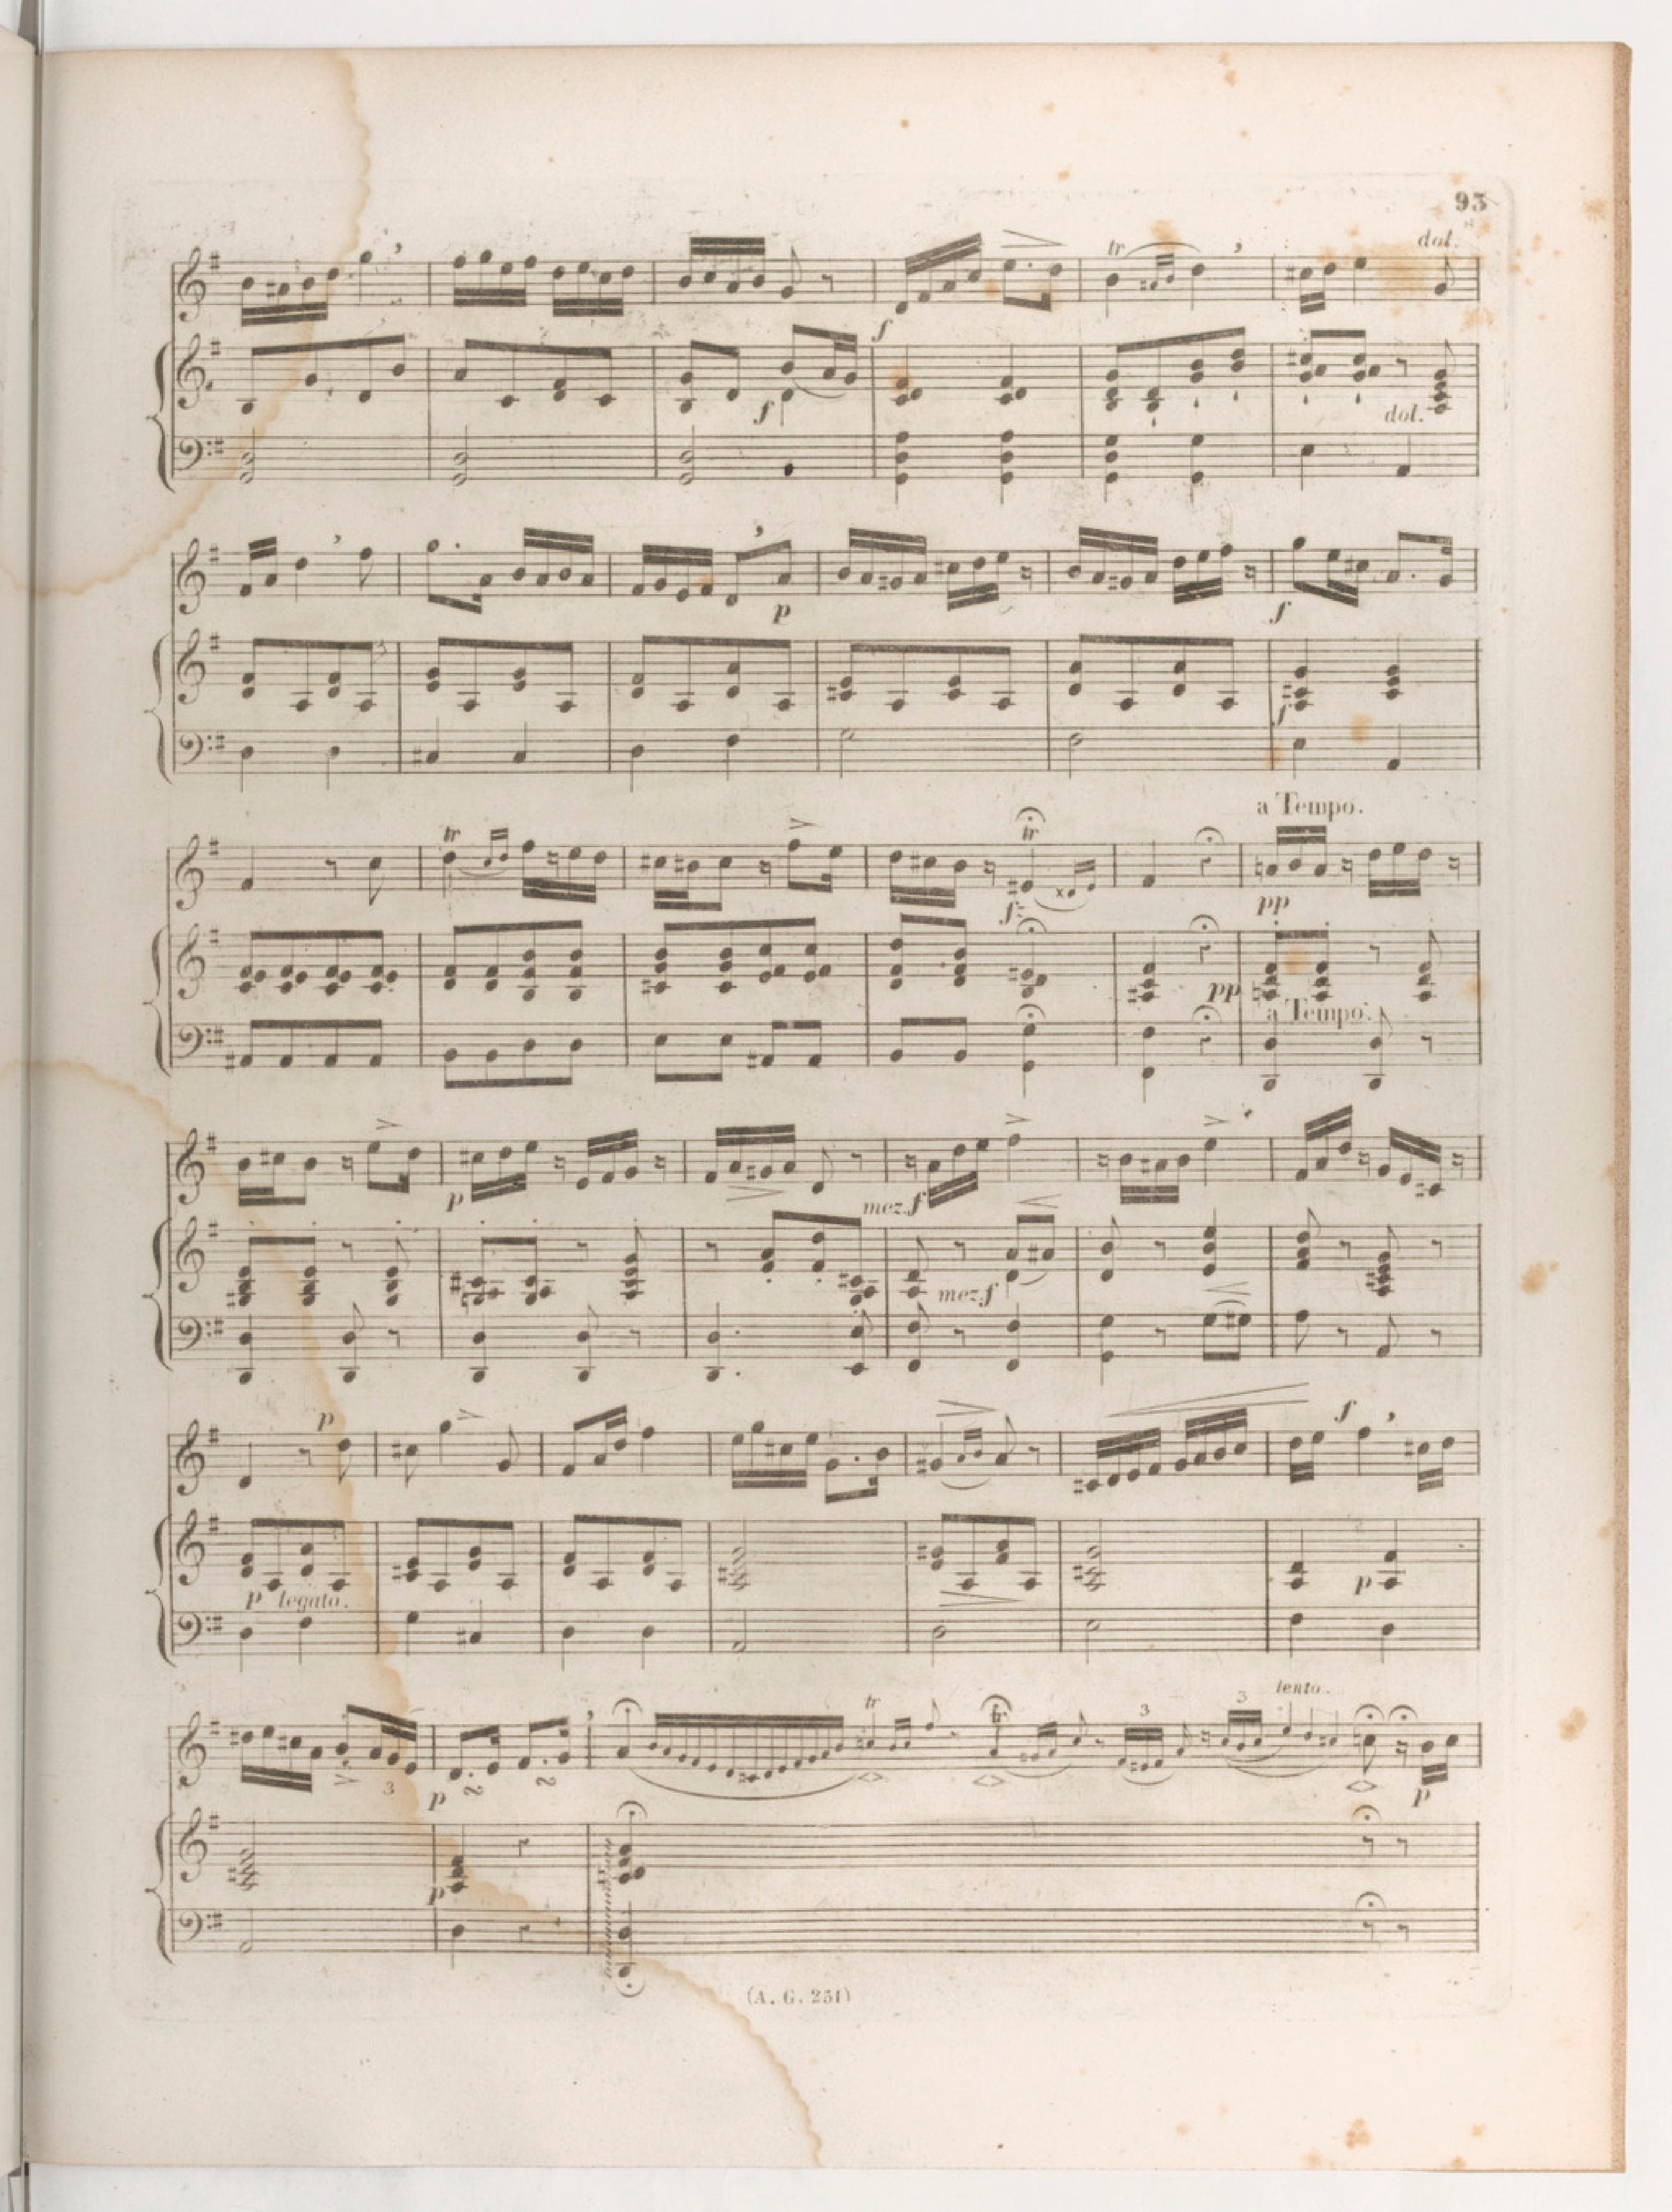 93
dol.
tr
f
f
dol.
p
f
f
a Tempo.
tr
tr
f
pp
pp
a Tempo.
p
mez.f
mez.f
p
f
p legato.
p
lento.
tr
tr
3
3
3
p
p
p
(A. G. 251)